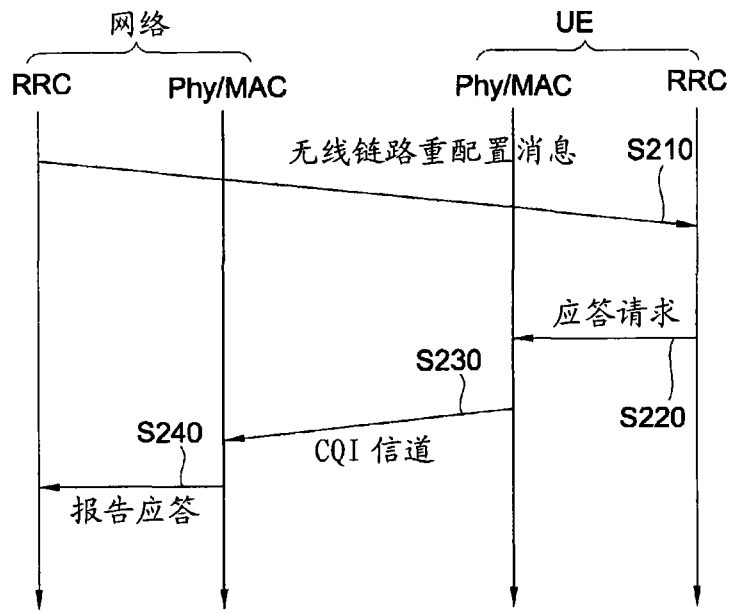 网络
UE
RRC
Phy/MAC
Phy/MAC
RRC
无线链路重配置消息
S210
应答请求
S220
S230
CQI 信道
S240
报告应答